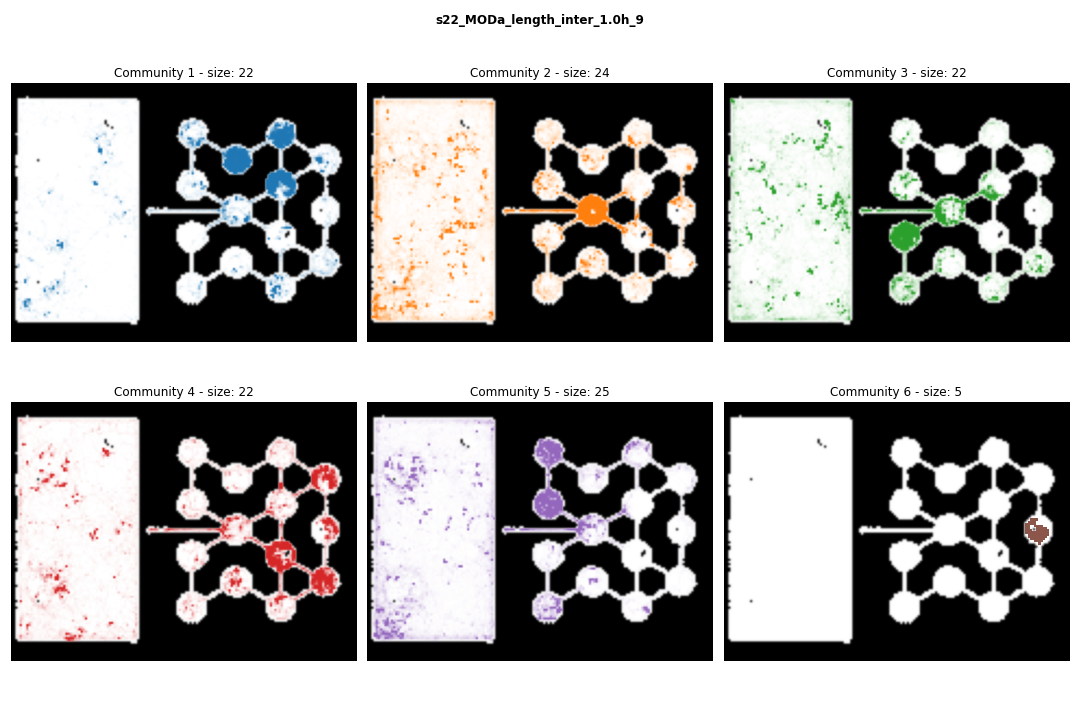 s22_MODa_length_inter_1.0h_9
Community 1 - size: 22
Community 2 - size: 24
Community 3 - size: 22
Community 4 - size: 22
Community 5 - size: 25
Community 6 - size: 5